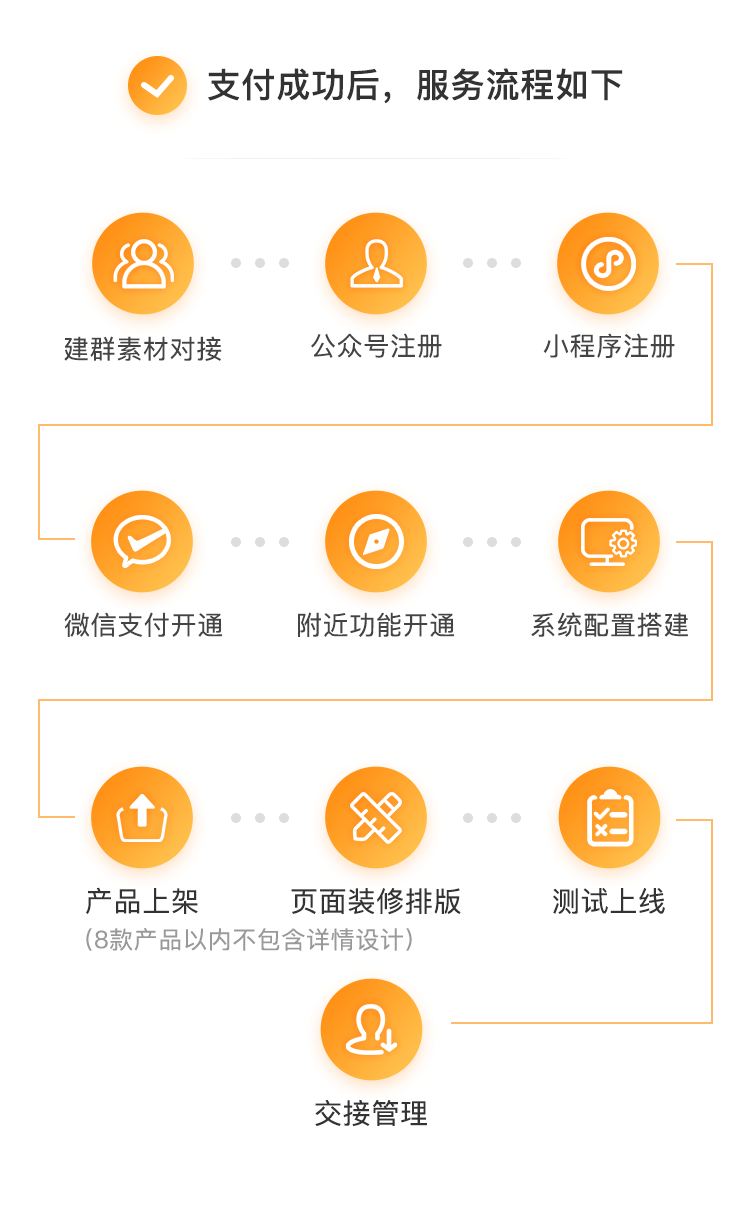 支付成功后，服务流程如下
建群素材对接
公众号注册
小程序注册
微信支付开通
附近功能开通
系统配置搭建
产品上架
页面装修排版
测试上线
（8款产品以内不包含详情设计）
交接管理